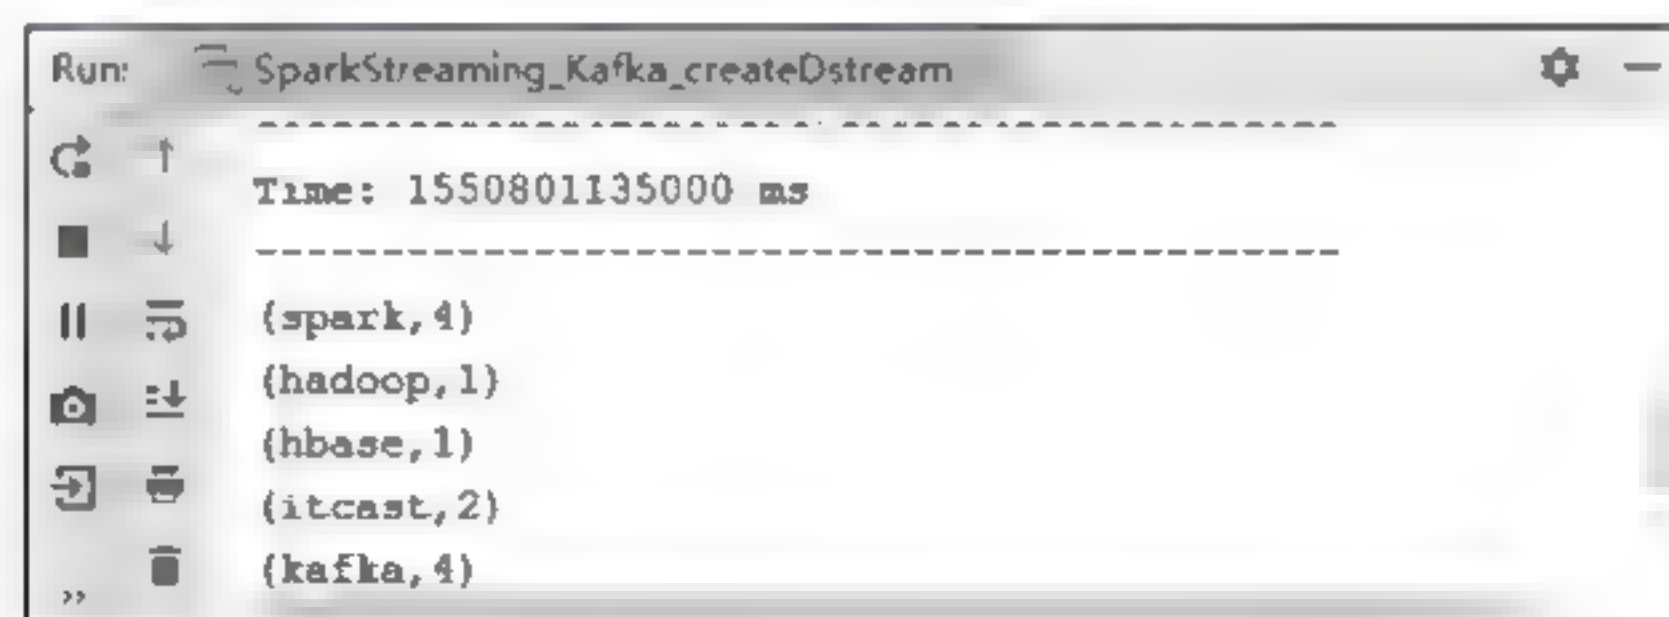 Run: SparkStreaming_Kafka_createDstream
-------------------------------------------
Time: 1550801135000 ms
-------------------------------------------
(spark,4)
(hadoop,1)
(hbase,1)
(itcast,2)
(kafka,4)